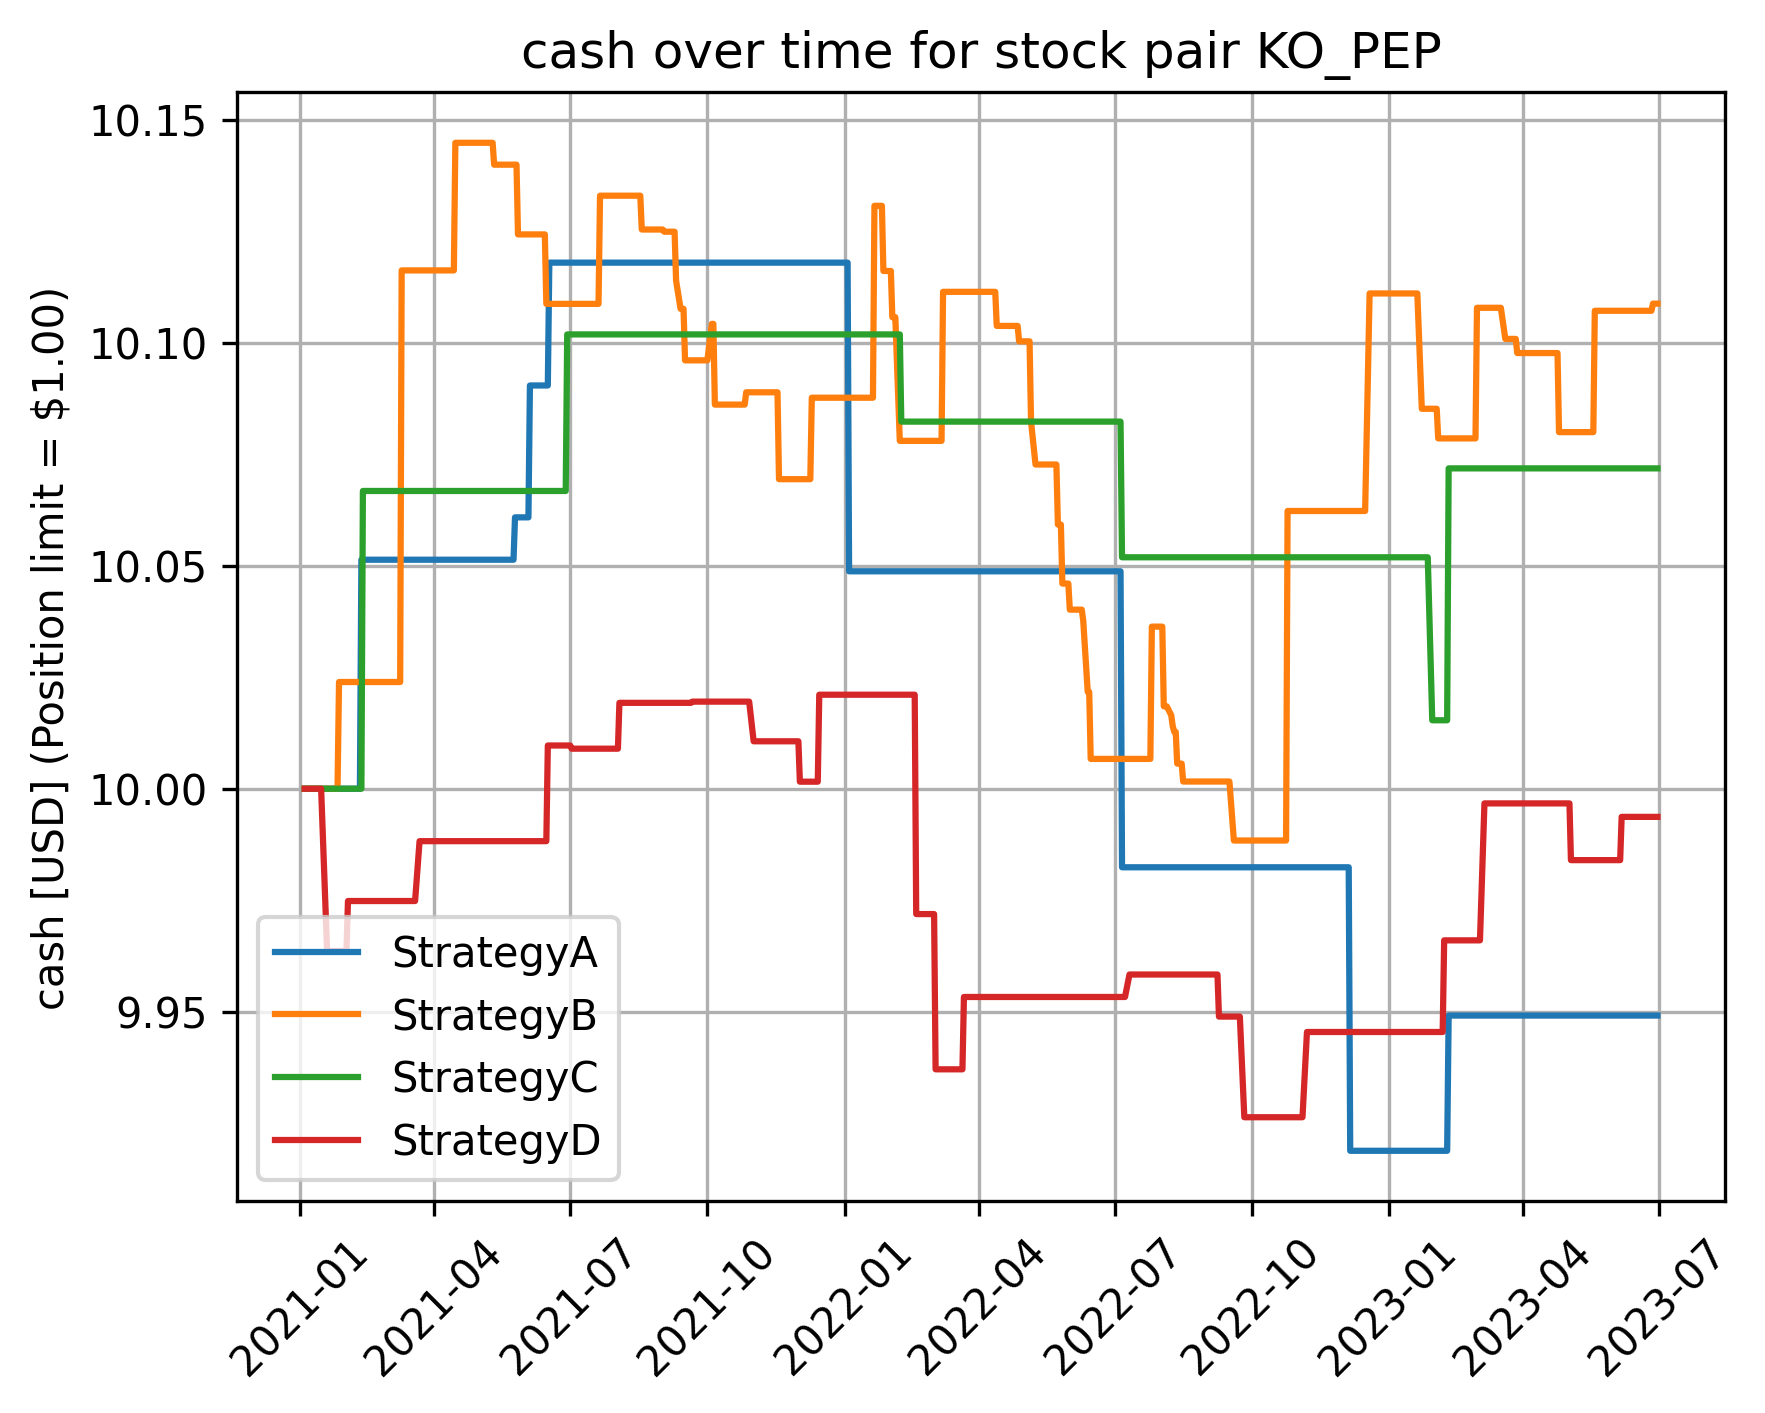 cash over time for stock pair KO_PEP
cash [USD] (Position limit = $1.00)
10.15
10.10
10.05
10.00
9.95
StrategyA
StrategyB
StrategyC
StrategyD
2021-01
2021-04
2021-07
2021-10
2022-01
2022-04
2022-07
2022-10
2023-01
2023-04
2023-07